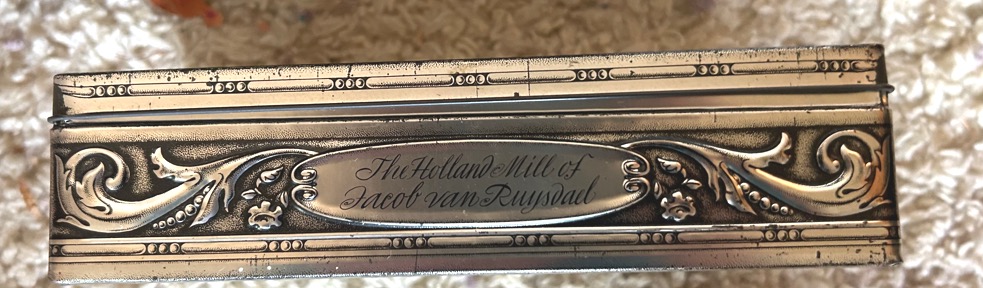 The Holland Mill of
Jacob van Ruysdael